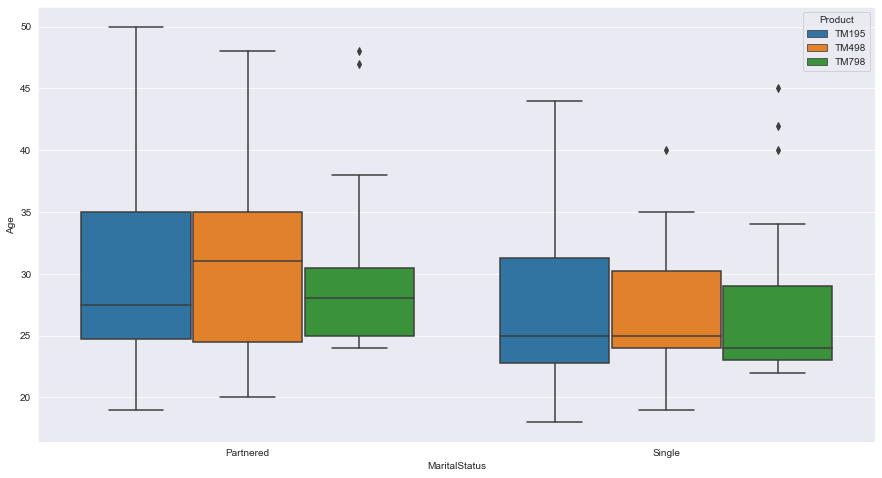 Product
TM195
TM498
TM798
50
45
40
35
30
25
20
Age
Partnered
Single
MaritalStatus